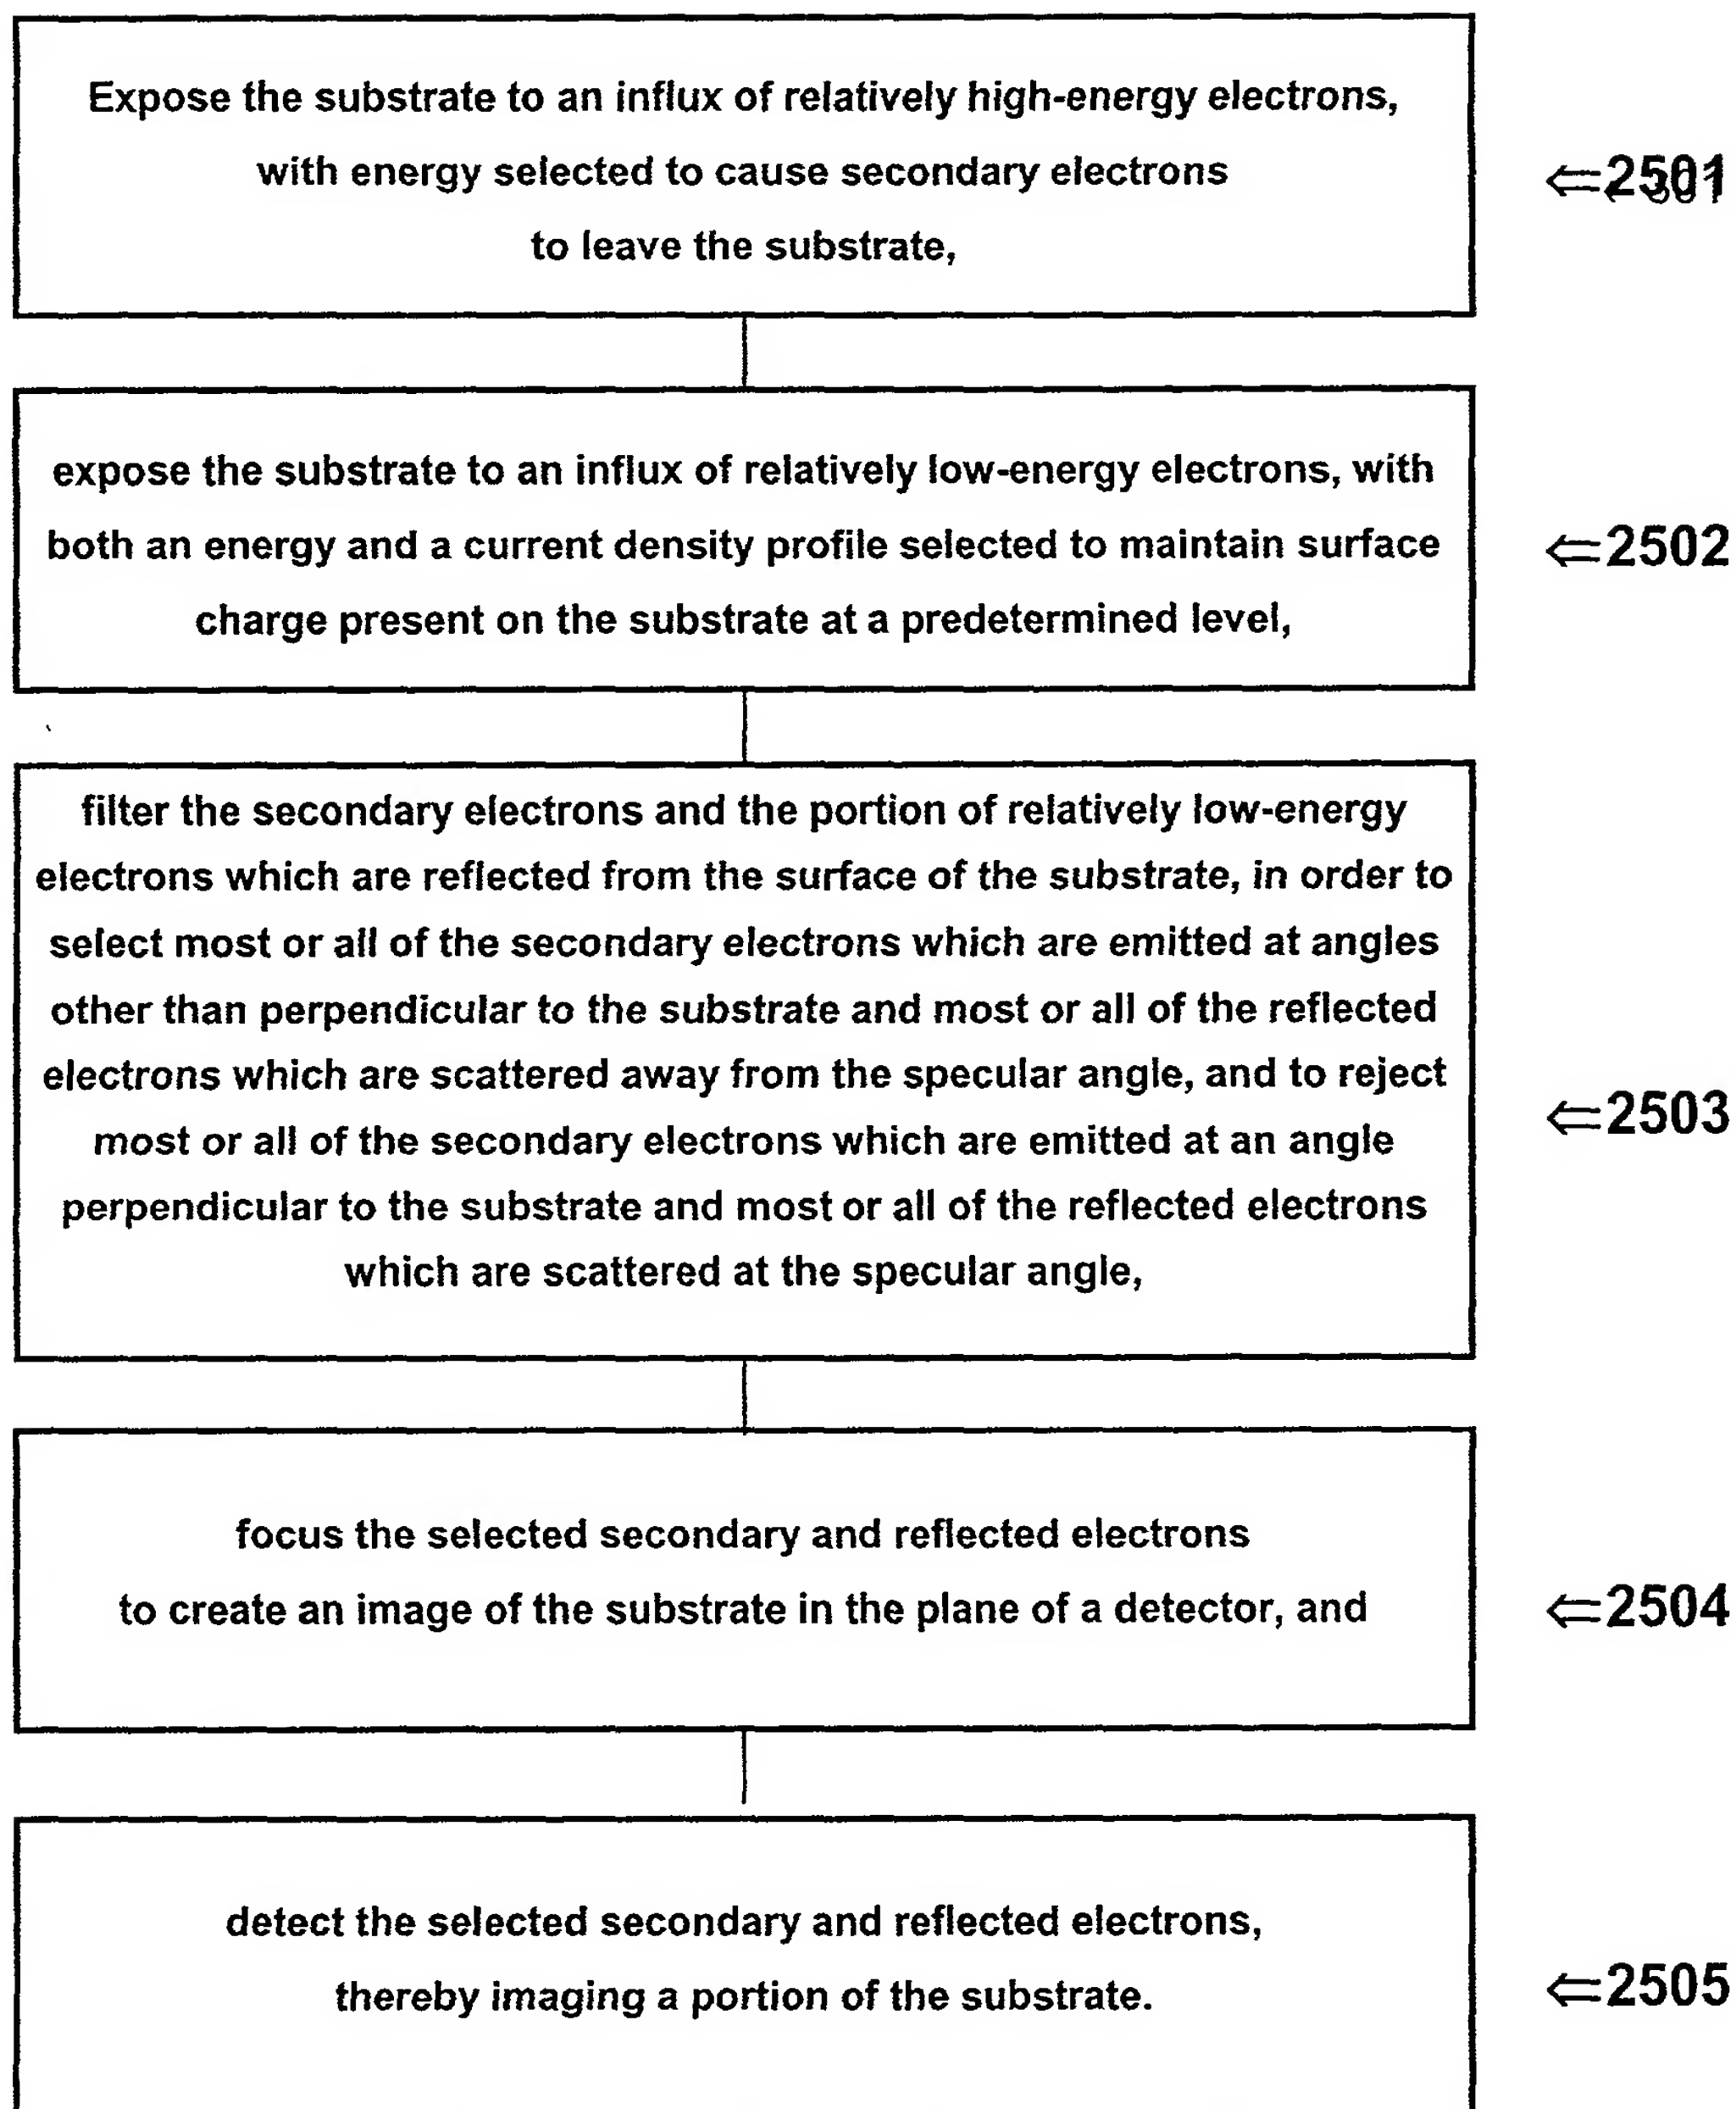 Expose the substrate to an influx of relatively high-energy electrons,
with energy selected to cause secondary electrons
to leave the substrate,
⇐2501
expose the substrate to an influx of relatively low-energy electrons, with
both an energy and a current density profile selected to maintain surface
charge present on the substrate at a predetermined level,
⇐2502
filter the secondary electrons and the portion of relatively low-energy
electrons which are reflected from the surface of the substrate, in order to
select most or all of the secondary electrons which are emitted at angles
other than perpendicular to the substrate and most or all of the reflected
electrons which are scattered away from the specular angle, and to reject
most or all of the secondary electrons which are emitted at an angle
perpendicular to the substrate and most or all of the reflected electrons
which are scattered at the specular angle,
⇐2503
focus the selected secondary and reflected electrons
to create an image of the substrate in the plane of a detector, and
⇐2504
detect the selected secondary and reflected electrons,
thereby imaging a portion of the substrate.
⇐2505